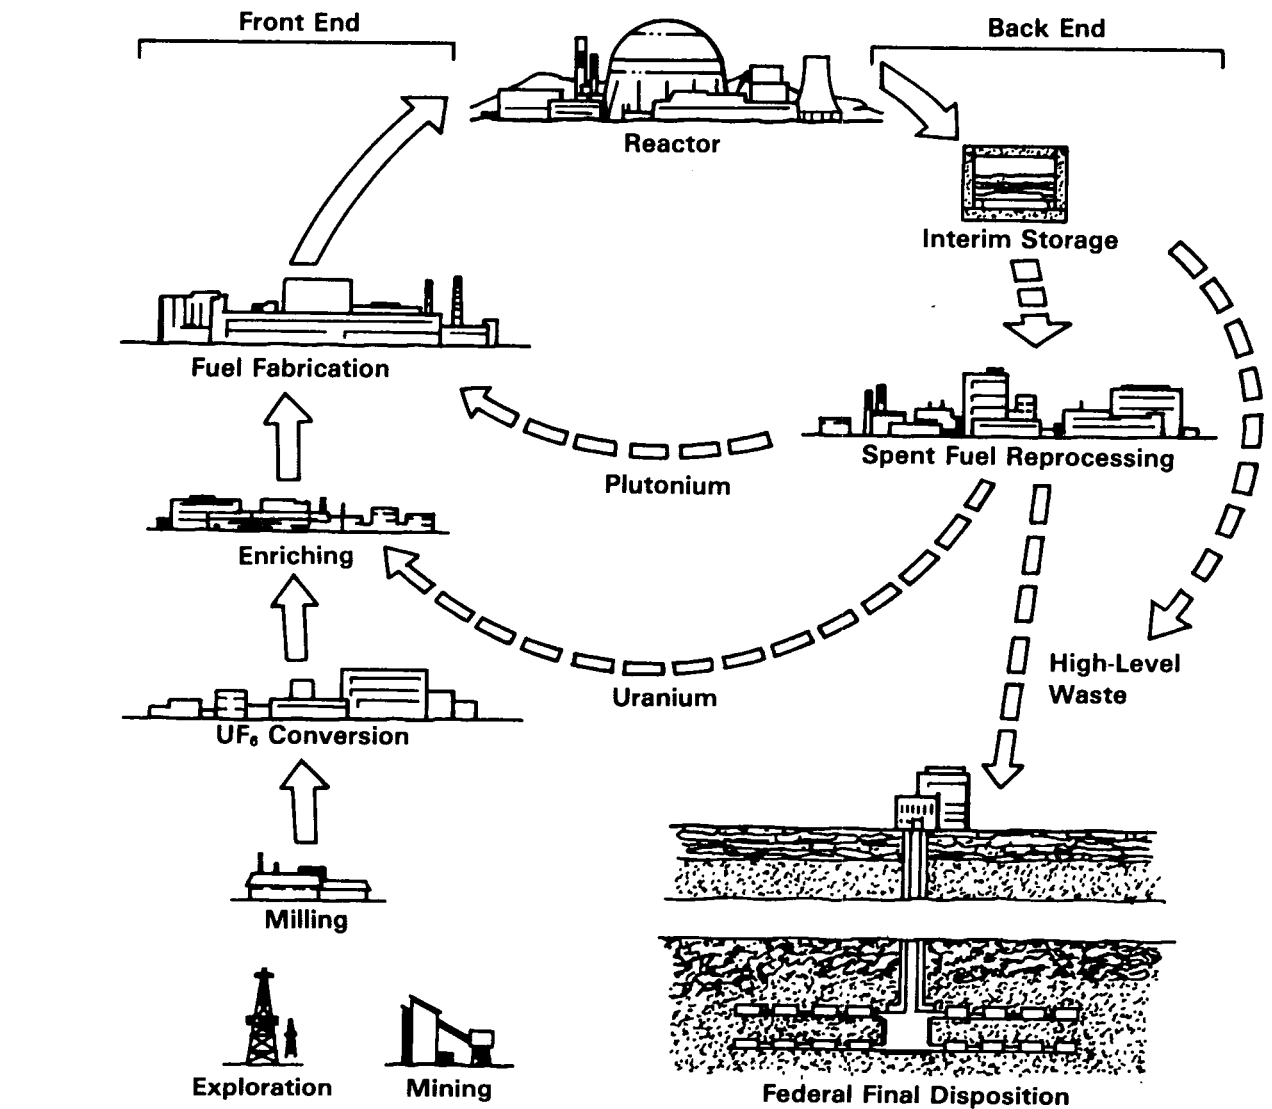 Front End
Back End
Reactor
Interim Storage
Fuel Fabrication
Spent Fuel Reprocessing
Plutonium
Enriching
High-Level
Waste
Uranium
UF₆ Conversion
Milling
Exploration
Mining
Federal Final Disposition